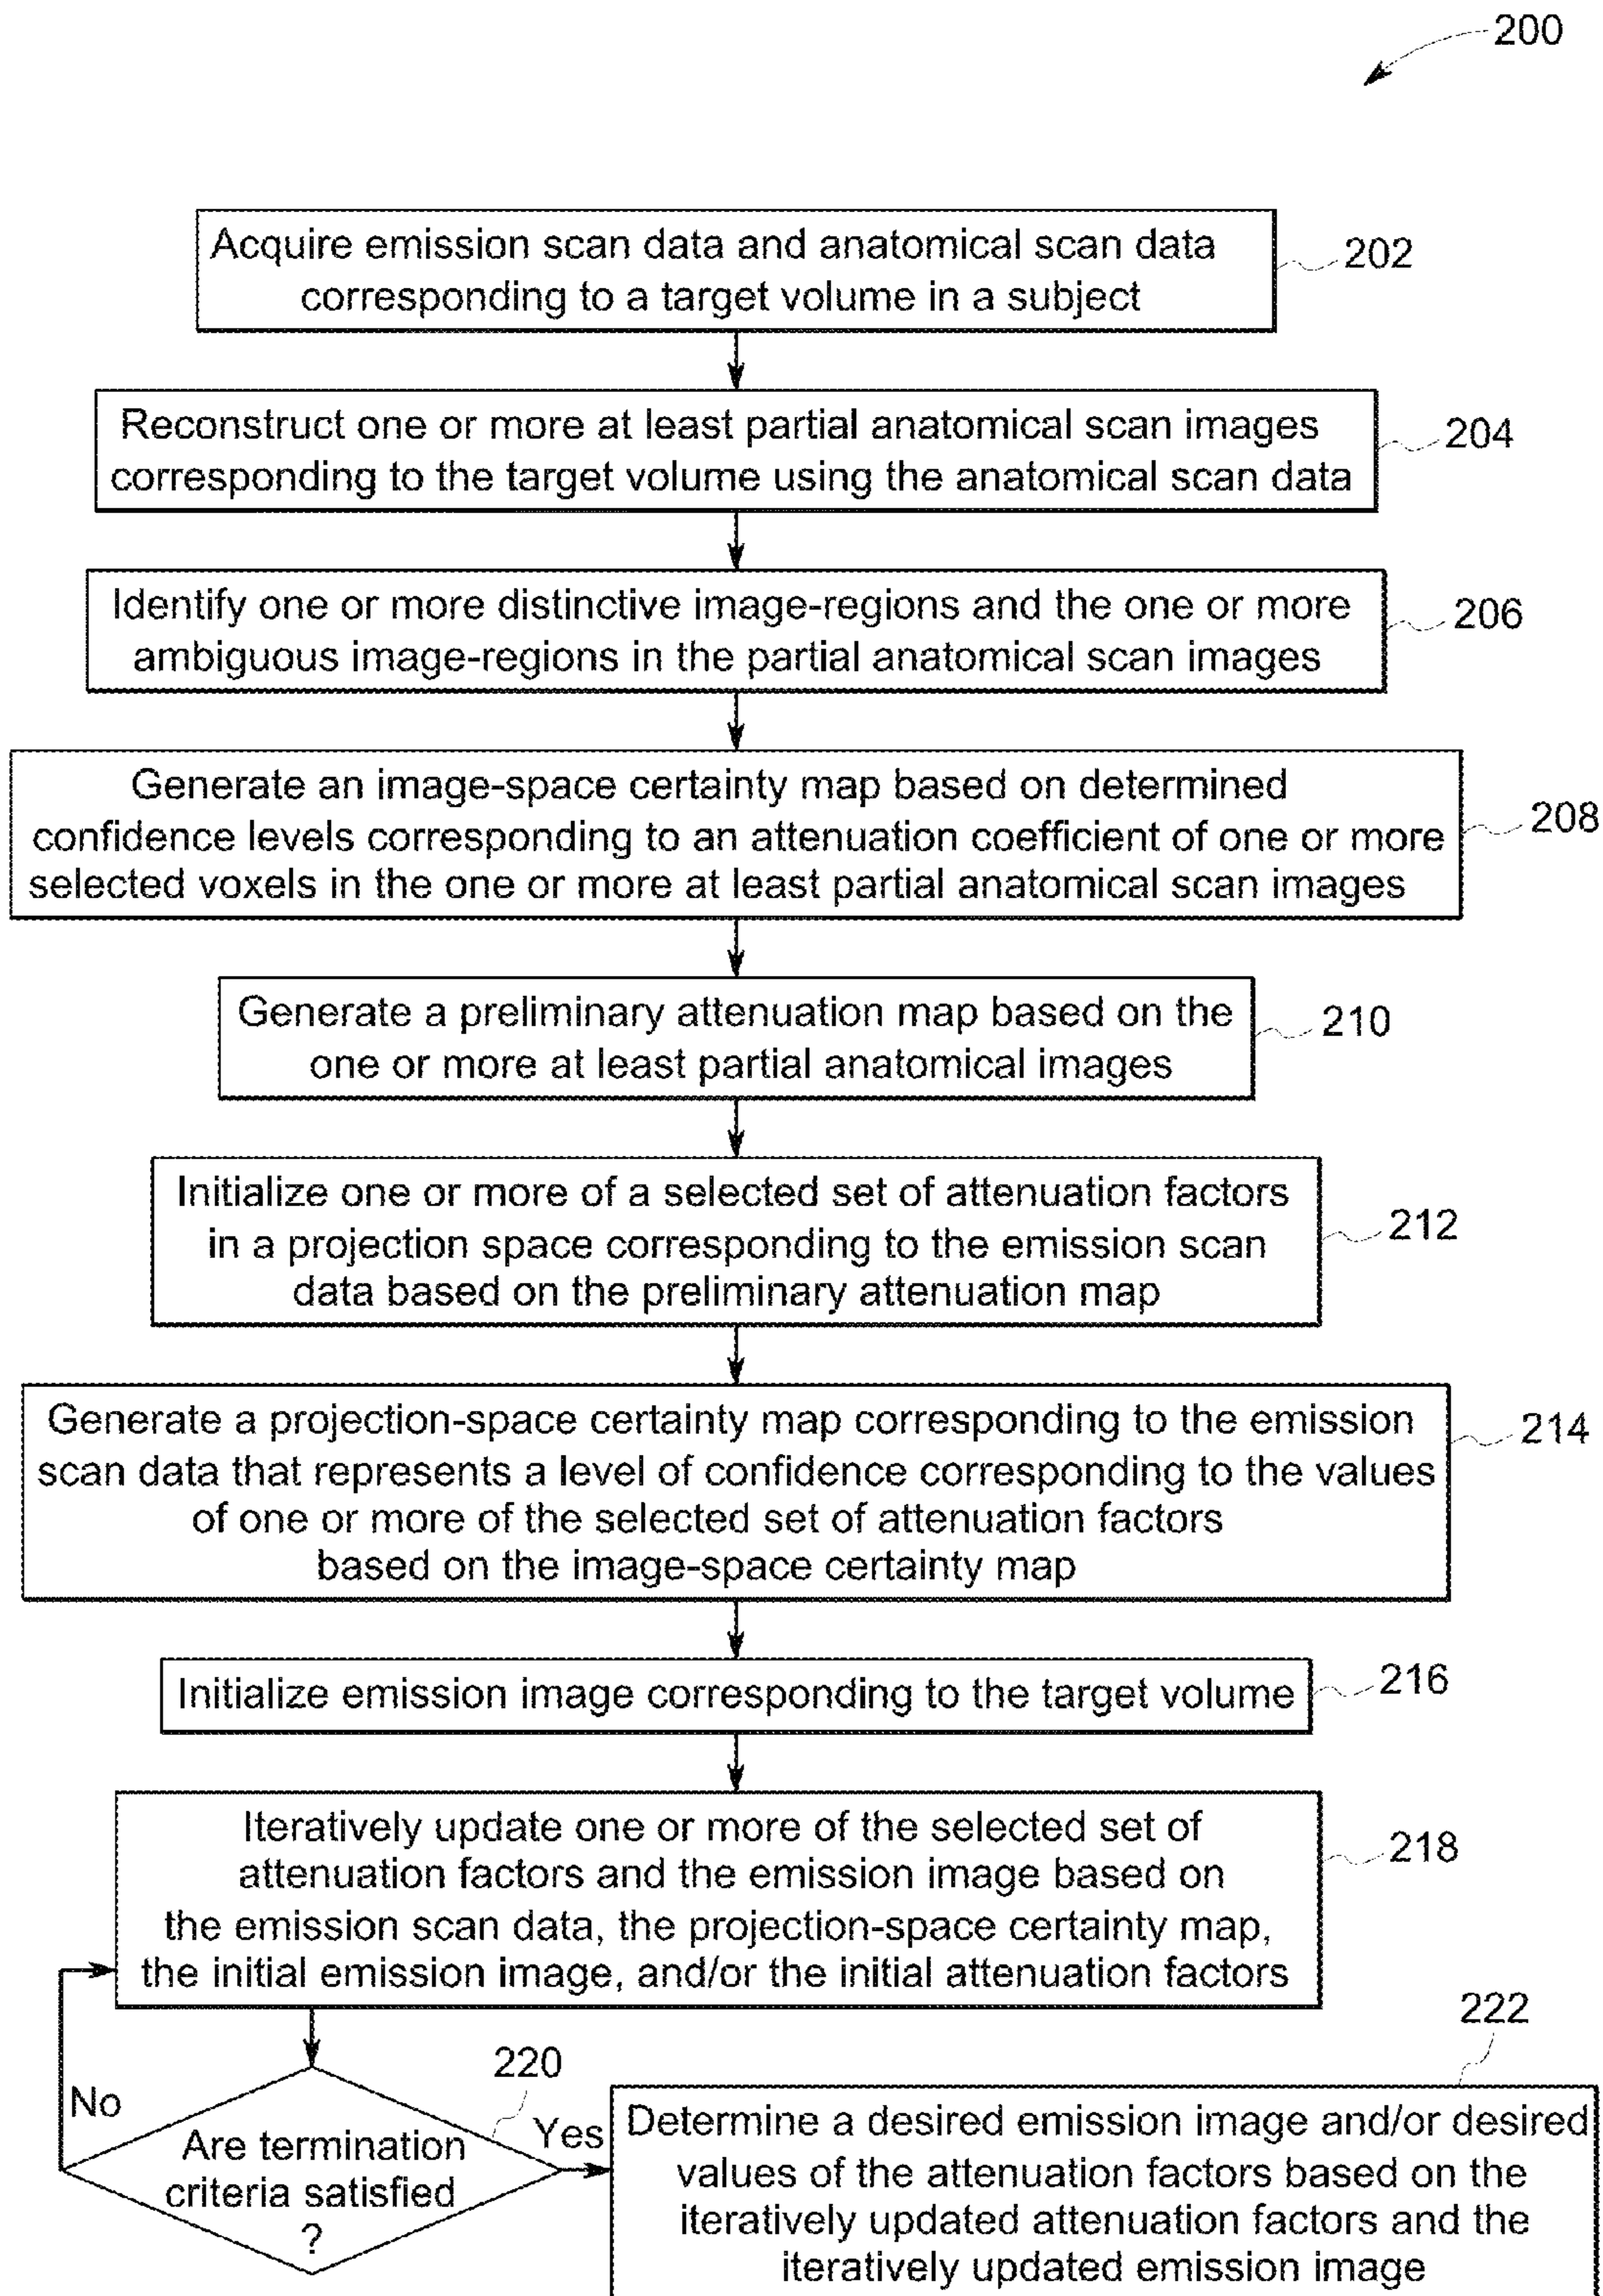 200
Acquire emission scan data and anatomical scan data
corresponding to a target volume in a subject
202
Reconstruct one or more at least partial anatomical scan images
corresponding to the target volume using the anatomical scan data
204
Identify one or more distinctive image-regions and the one or more
ambiguous image-regions in the partial anatomical scan images
206
Generate an image-space certainty map based on determined
confidence levels corresponding to an attenuation coefficient of one or more
selected voxels in the one or more at least partial anatomical scan images
208
Generate a preliminary attenuation map based on the
one or more at least partial anatomical images
210
Initialize one or more of a selected set of attenuation factors
in a projection space corresponding to the emission scan
data based on the preliminary attenuation map
212
Generate a projection-space certainty map corresponding to the emission
scan data that represents a level of confidence corresponding to the values
of one or more of the selected set of attenuation factors
based on the image-space certainty map
214
Initialize emission image corresponding to the target volume
216
Iteratively update one or more of the selected set of
attenuation factors and the emission image based on
the emission scan data, the projection-space certainty map,
the initial emission image, and/or the initial attenuation factors
218
220
No
Are termination
criteria satisfied
?
Yes
222
Determine a desired emission image and/or desired
values of the attenuation factors based on the
iteratively updated attenuation factors and the
iteratively updated emission image